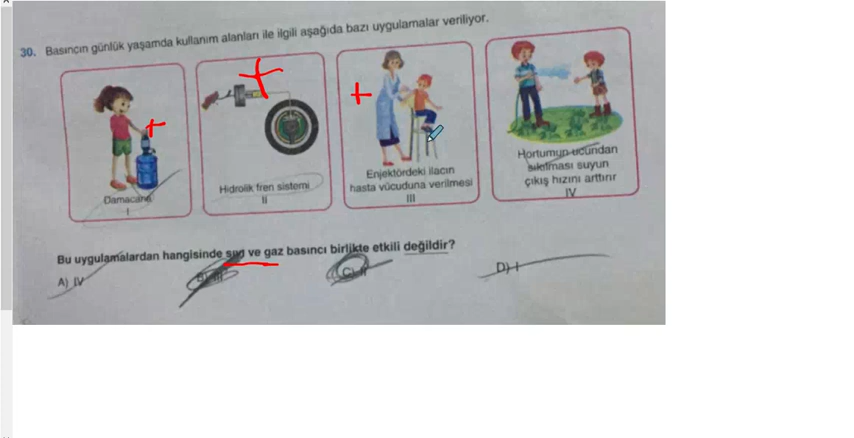 30. Basıncın günlük yaşamda kullanım alanları ile ilgili aşağıda bazı uygulamalar veriliyor.
Damacana
I
Hidrolik fren sistemi
II
Enjektördeki ilacın
hasta vücuduna verilmesi
III
Hortumun ucundan
sıkılması suyun
çıkış hızını arttırır
IV
Bu uygulamalardan hangisinde sıvı ve gaz basıncı birlikte etkili değildir?
A) IV
D) I